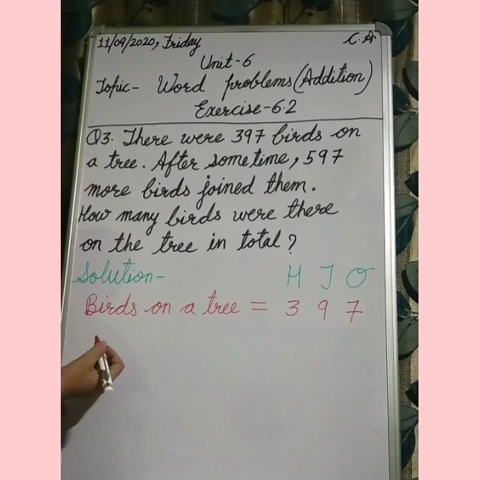 11/09/2020, Friday C.A
Unit-6
Topic- Word problems (Addition)
Exercise-6.2
Q3. There were 397 birds on
a tree. After sometime, 597
more birds joined them.
How many birds were there
on the tree in total?
Solution- H T O
Birds on a tree = 3 9 7